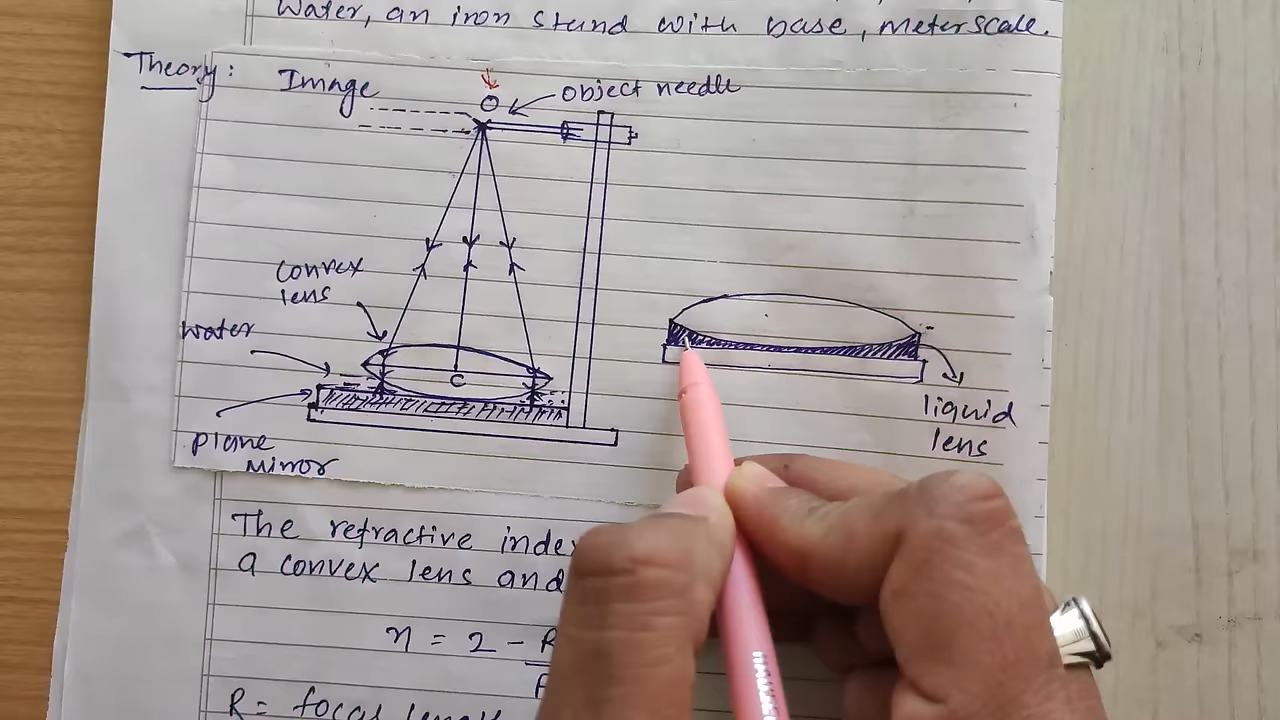 Water, an iron stand with base, meterscale.
Theory: Image
O
object needle
convex
lens
water
C
plane
mirror
liquid
lens
The refractive
a convex lens and
n = 2 -
R = focal